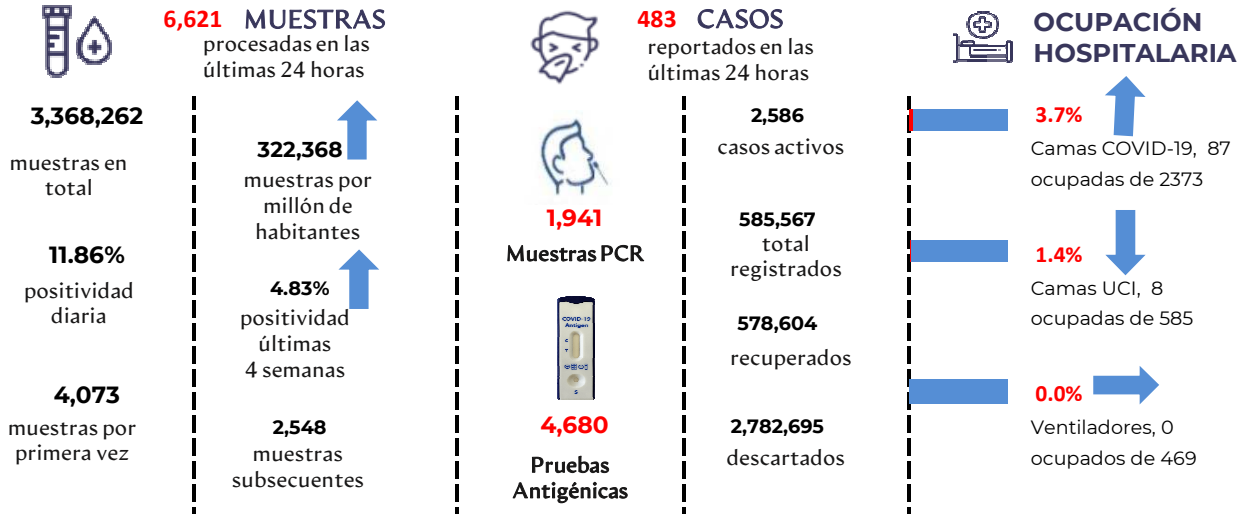 6,621 MUESTRAS
procesadas en las
últimas 24 horas
3,368,262
muestras en
total
11.86%
positividad
diaria
4,073
muestras por
primera vez
322,368
muestras por
millón de
habitantes
4.83%
positividad
últimas
4 semanas
2,548
muestras
subsecuentes
483 CASOS
reportados en las
últimas 24 horas
1,941
Muestras PCR
COVID-19
Antigen
C
T
S
4,680
Pruebas
Antigénicas
2,586
casos activos
585,567
total
registrados
578,604
recuperados
2,782,695
descartados
OCUPACIÓN
HOSPITALARIA
3.7%
Camas COVID-19, 87
ocupadas de 2373
1.4%
Camas UCI, 8
ocupadas de 585
0.0%
Ventiladores, 0
ocupados de 469